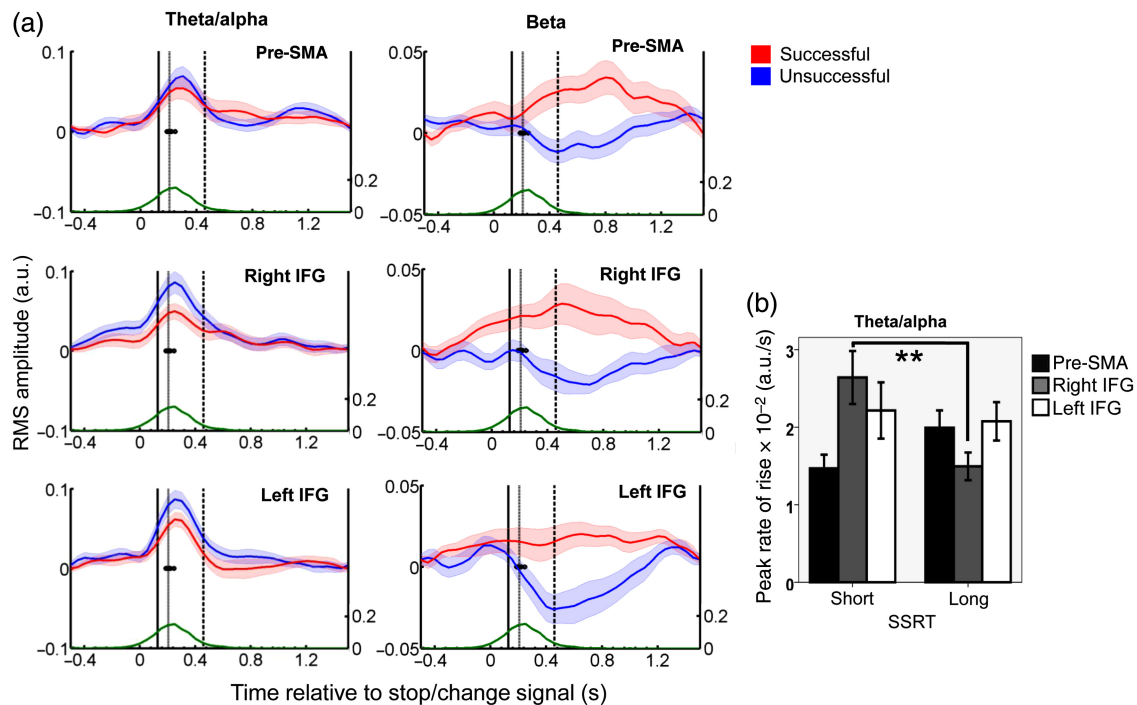 (a)
Theta/alpha
Beta
Successful
Unsuccessful
Pre-SMA
0.1
0
−0.1
0.2
0
−0.4 0 0.4 0.8 1.2
Pre-SMA
0.05
0
−0.05
0.2
0
−0.4 0 0.4 0.8 1.2
RMS amplitude (a.u.)
Right IFG
0.1
0
−0.1
0.2
0
−0.4 0 0.4 0.8 1.2
Right IFG
0.05
0
−0.05
0.2
0
−0.4 0 0.4 0.8 1.2
Left IFG
0.1
0
−0.1
0.2
0
−0.4 0 0.4 0.8 1.2
Left IFG
0.05
0
−0.05
0.2
0
−0.4 0 0.4 0.8 1.2
Time relative to stop/change signal (s)
(b)
Theta/alpha
Peak rate of rise × 10⁻² (a.u./s)
3
2
1
0
**
Pre-SMA
Right IFG
Left IFG
Short Long
SSRT